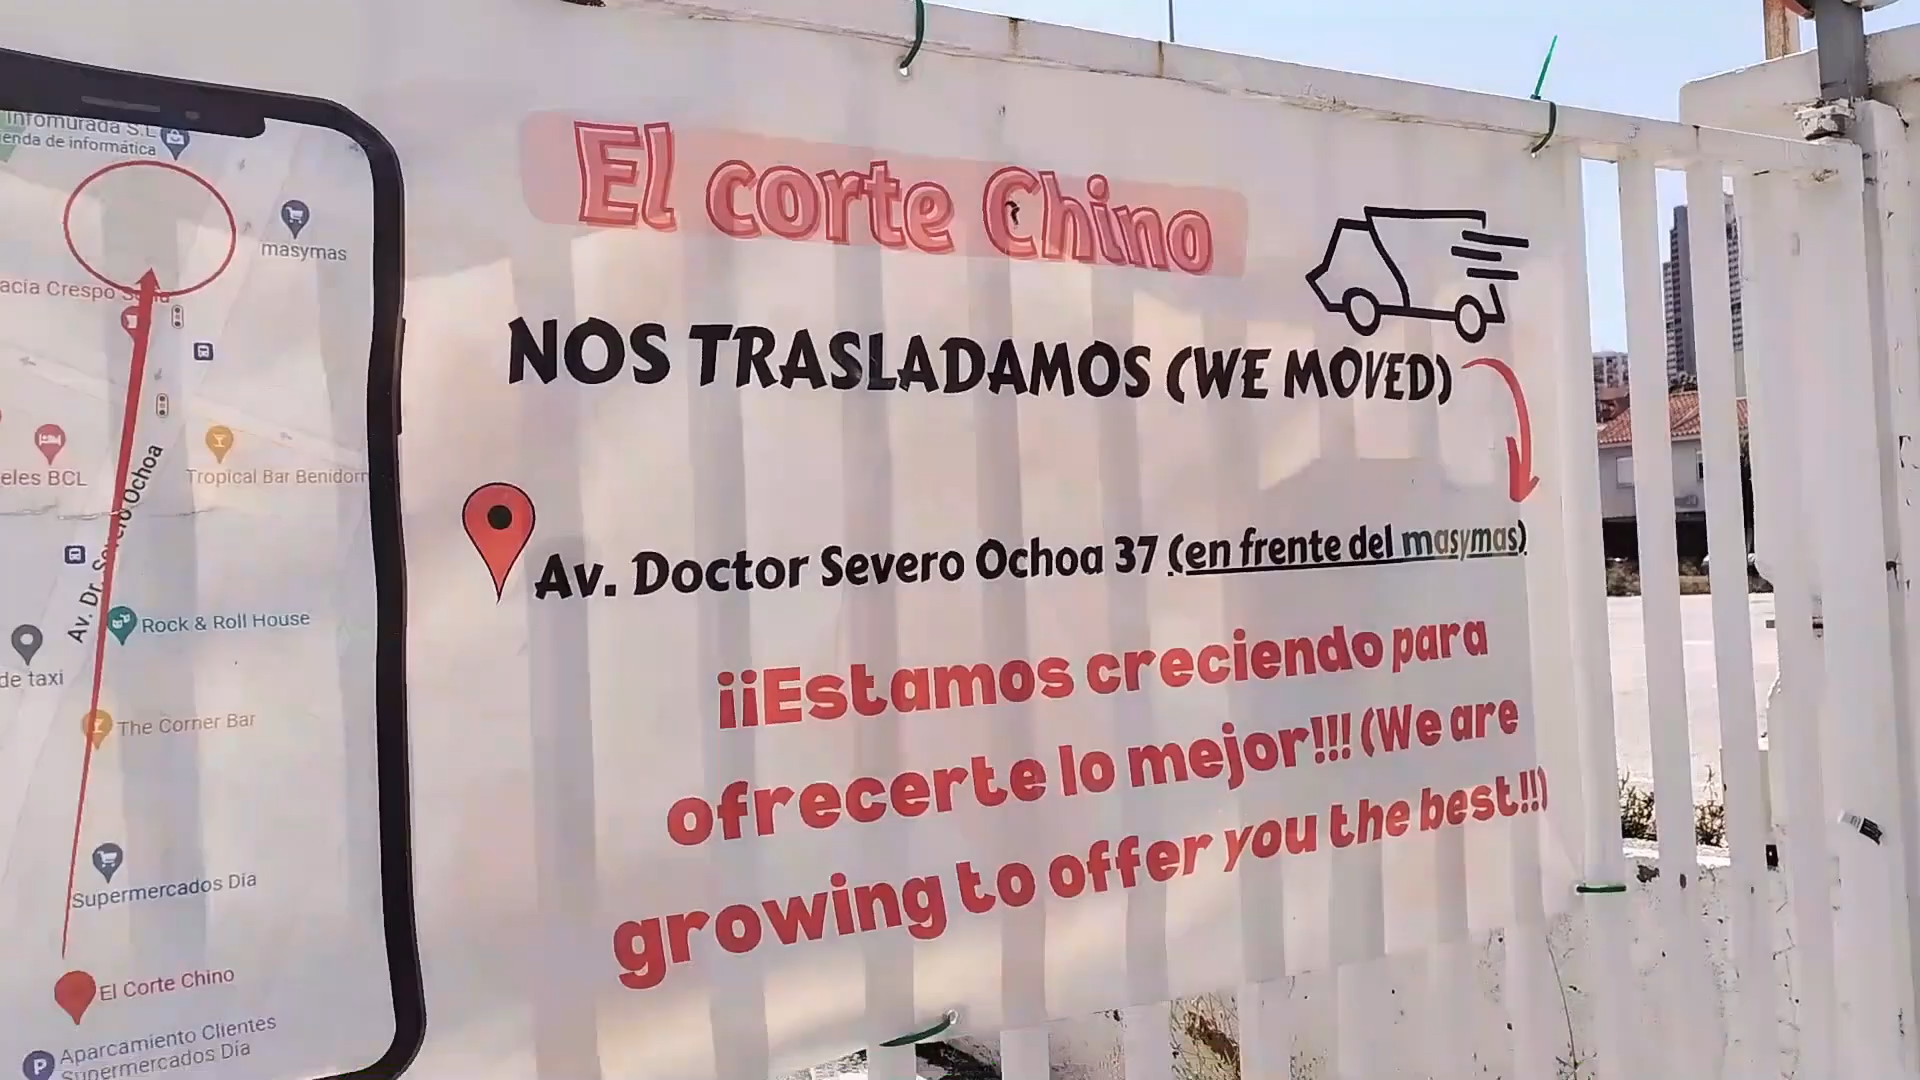 Infomurada S.L
enda de informática
masymas
acia Crespo
eles BCL
Tropical Bar Benidorm
Av. Dr. Severo Ochoa
Rock & Roll House
de taxi
The Corner Bar
Supermercados Dia
El Corte Chino
P
Aparcamiento Clientes
Supermercados Dia
El corte Chino
NOS TRASLADAMOS (WE MOVED)
Av. Doctor Severo Ochoa 37 (en frente del masymas)
¡¡Estamos creciendo para
ofrecerte lo mejor!!! (We are
growing to offer you the best!!)